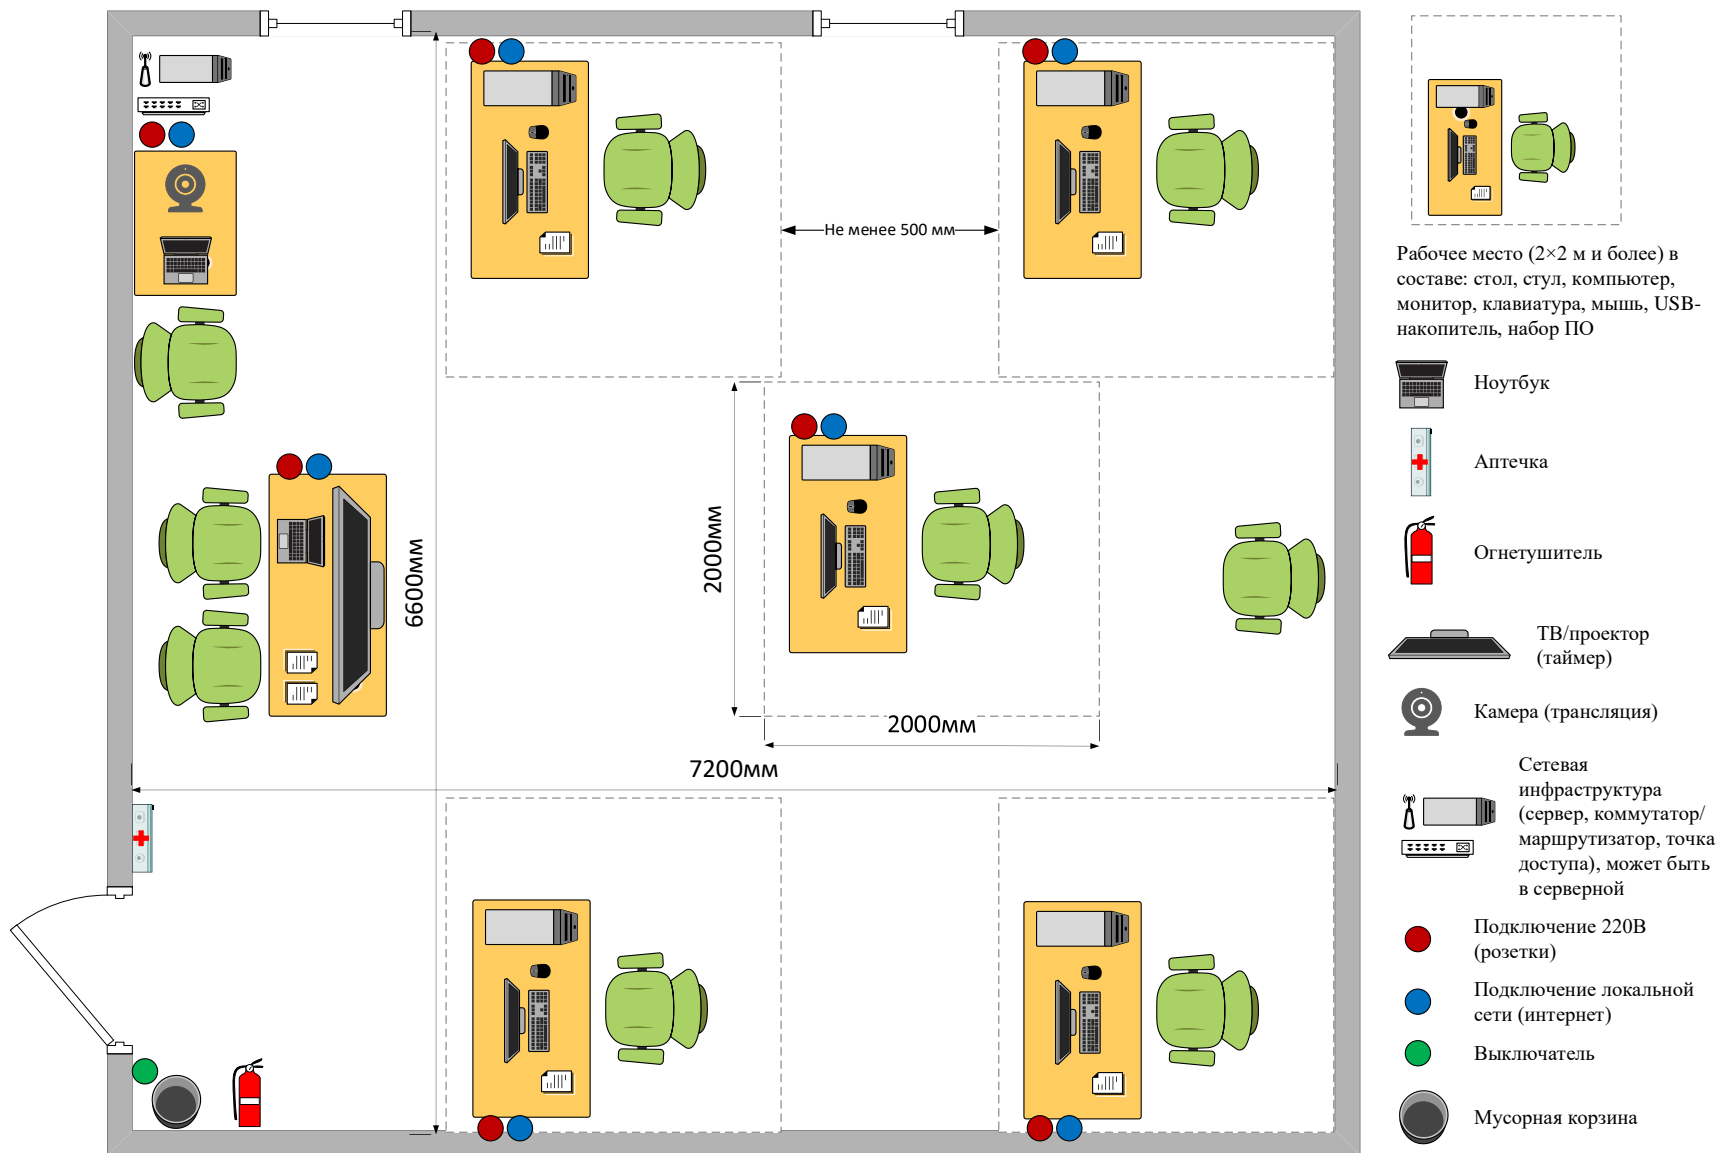 Не менее 500 мм
6600мм
2000мм
2000мм
7200мм
Рабочее место (2×2 м и более) в
составе: стол, стул, компьютер,
монитор, клавиатура, мышь, USB-
накопитель, набор ПО
Ноутбук
Аптечка
Огнетушитель
ТВ/проектор
(таймер)
Камера (трансляция)
Сетевая
инфраструктура
(сервер, коммутатор/
маршрутизатор, точка
доступа), может быть
в серверной
Подключение 220В
(розетки)
Подключение локальной
сети (интернет)
Выключатель
Мусорная корзина